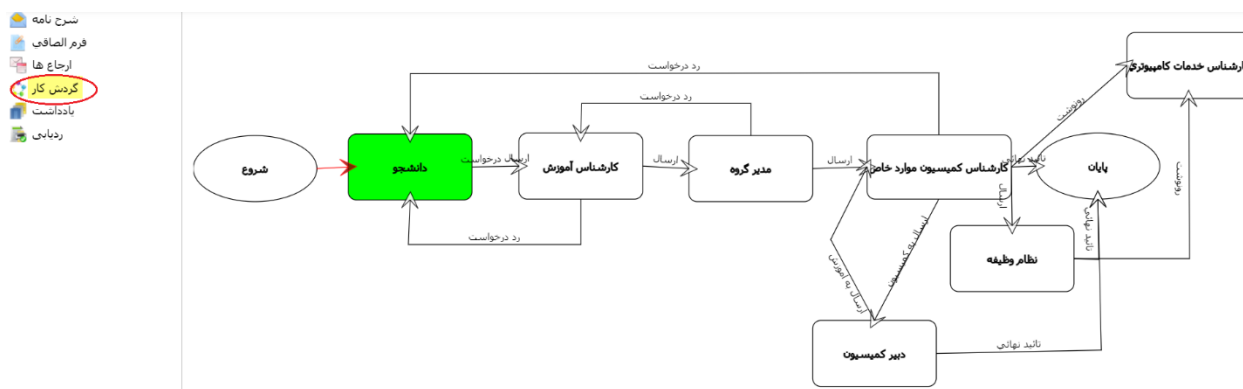 شرح نامه
فرم الصاقی
ارجاع ها
گردش کار
یادداشت
ردیابی
شروع
دانشجو
ارسال درخواست
کارشناس آموزش
ارسال
مدیر گروه
ارسال
کارشناس کمیسیون موارد خاص
تائید نهائی
پایان
رد درخواست
رد درخواست
رد درخواست
رونوشت
کارشناس خدمات کامپیوتری
رونوشت
ارسال
نظام وظیفه
تائید نهائی
ارسال به کمیسیون
ارسال به آموزش
دبیر کمیسیون
تائید نهائی